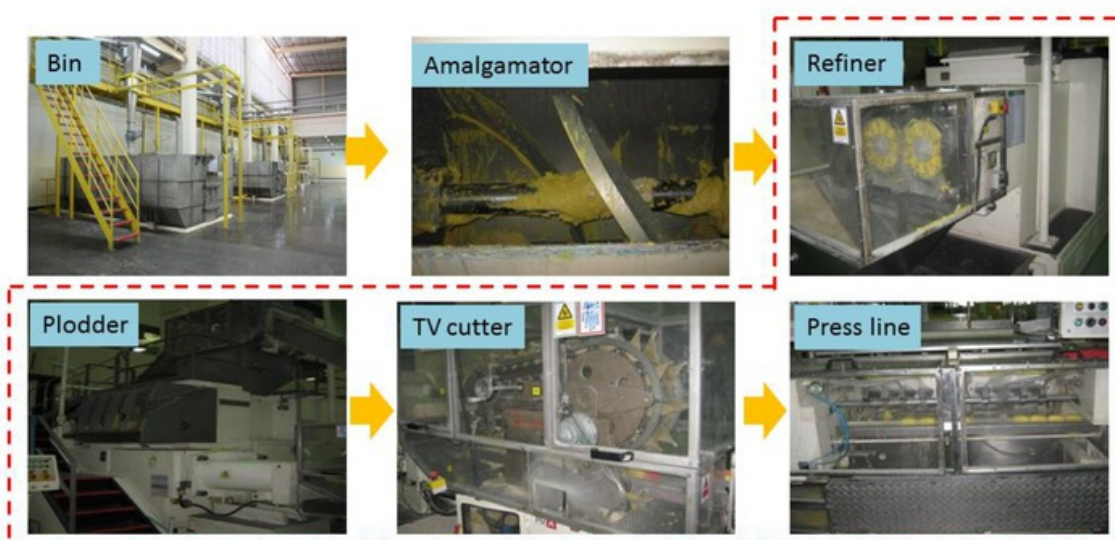 Bin
Amalgamator
Refiner
Plodder
TV cutter
Press line